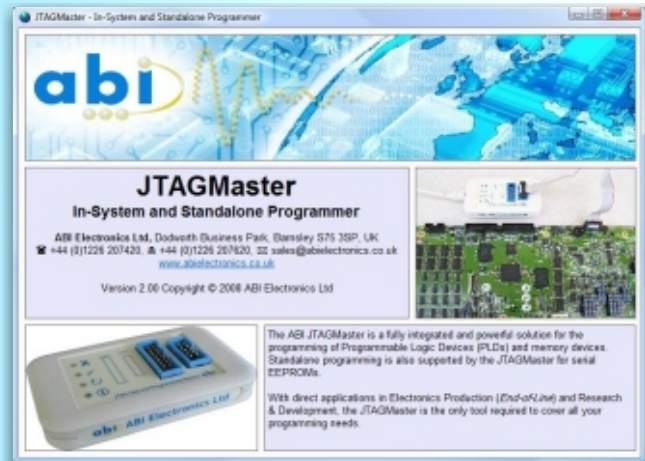 JTAGMaster - In-System and Standalone Programmer
abi
JTAGMaster
In-System and Standalone Programmer
ABI Electronics Ltd, Dodworth Business Park, Barnsley S75 3SP, UK
☎ +44 (0)1226 207420, +44 (0)1226 207620, ✉ sales@abielectronics.co.uk
www.abielectronics.co.uk
Version 2.00 Copyright © 2008 ABI Electronics Ltd
abi ABI Electronics Ltd
The ABI JTAGMaster is a fully integrated and powerful solution for the
programming of Programmable Logic Devices (PLDs) and memory devices.
Standalone programming is also supported by the JTAGMaster for serial
EEPROMs.
With direct applications in Electronics Production (End-of-Line) and Research
& Development, the JTAGMaster is the only tool required to cover all your
programming needs.